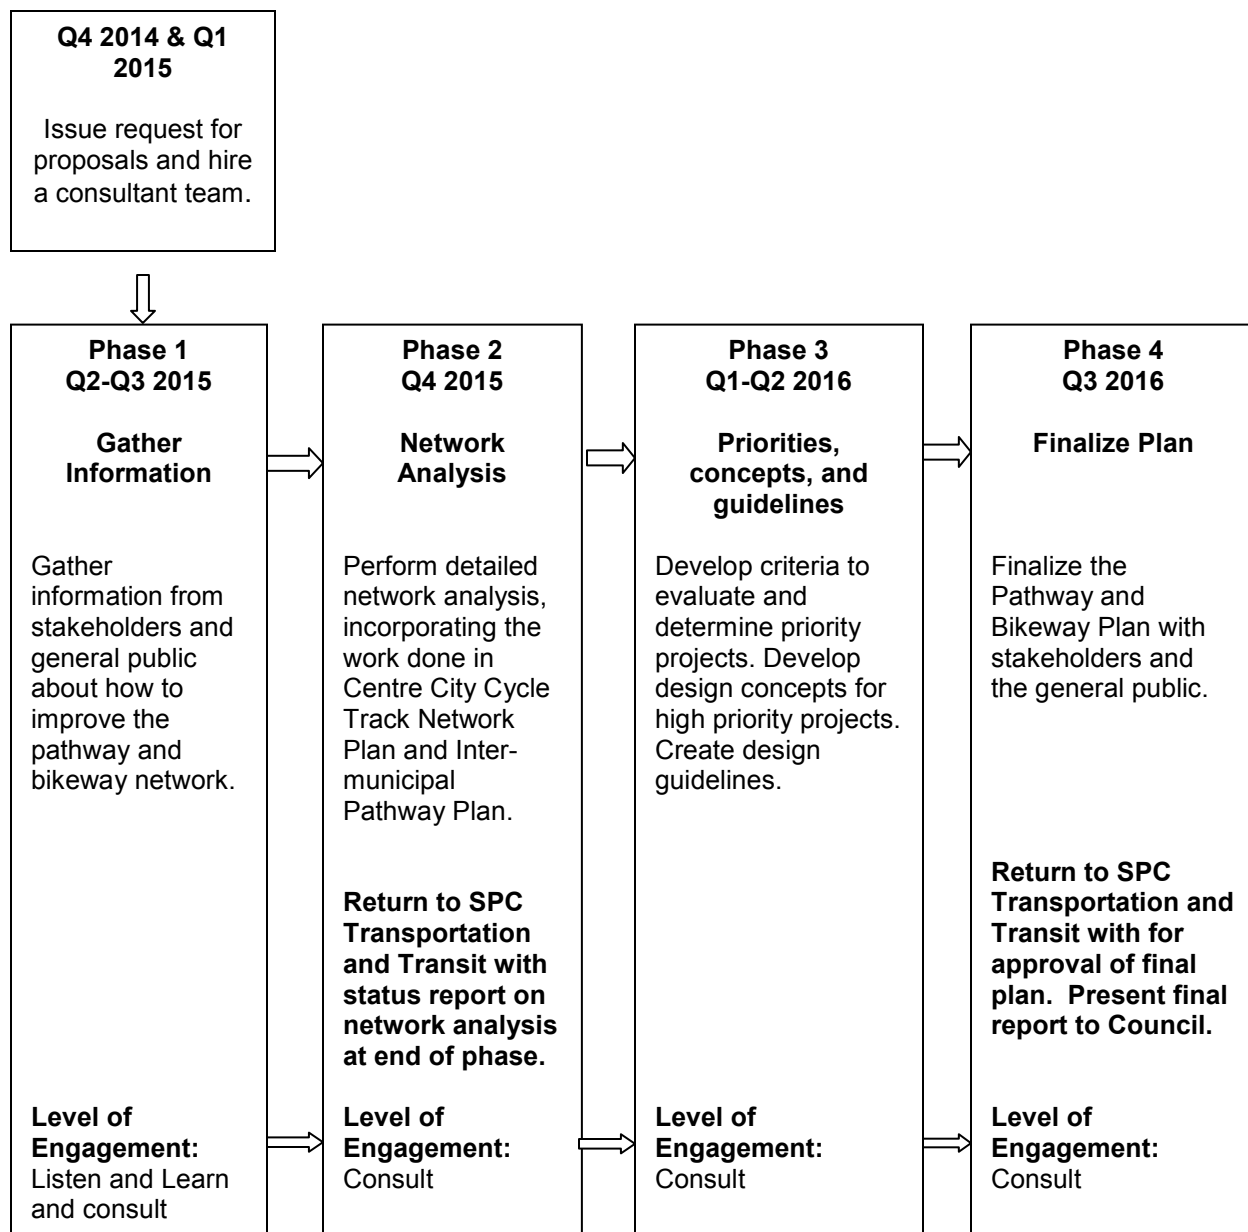 Q4 2014 & Q1
2015
Issue request for
proposals and hire
a consultant team.
Phase 1
Q2-Q3 2015
Gather
Information
Gather
information from
stakeholders and
general public
about how to
improve the
pathway and
bikeway network.
Level of
Engagement:
Listen and Learn
and consult
Phase 2
Q4 2015
Network
Analysis
Perform detailed
network analysis,
incorporating the
work done in
Centre City Cycle
Track Network
Plan and Inter-
municipal
Pathway Plan.
Return to SPC
Transportation
and Transit with
status report on
network analysis
at end of phase.
Level of
Engagement:
Consult
Phase 3
Q1-Q2 2016
Priorities,
concepts, and
guidelines
Develop criteria to
evaluate and
determine priority
projects. Develop
design concepts for
high priority projects.
Create design
guidelines.
Level of
Engagement:
Consult
Phase 4
Q3 2016
Finalize Plan
Finalize the
Pathway and
Bikeway Plan with
stakeholders and
the general public.
Return to SPC
Transportation and
Transit with for
approval of final
plan.  Present final
report to Council.
Level of
Engagement:
Consult